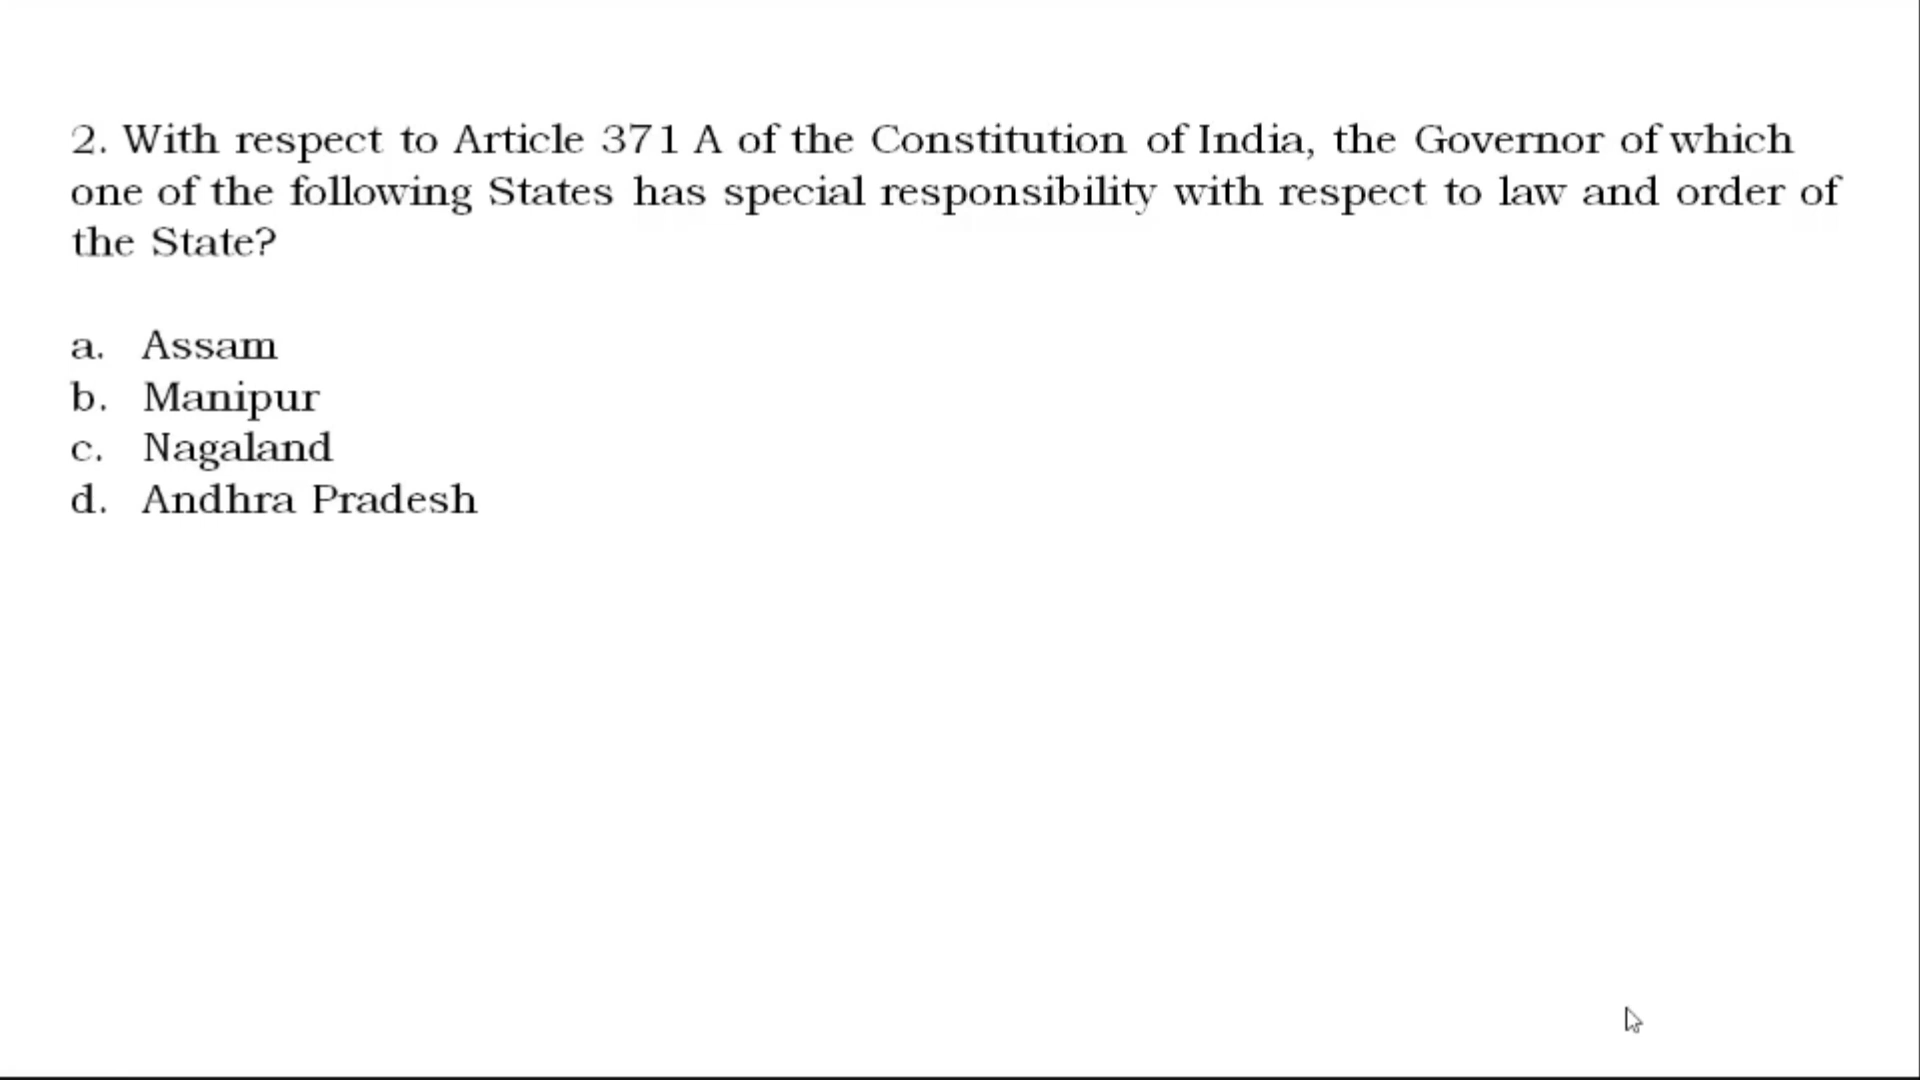 2. With respect to Article 371 A of the Constitution of India, the Governor of which
one of the following States has special responsibility with respect to law and order of
the State?
a. Assam
b. Manipur
c. Nagaland
d. Andhra Pradesh